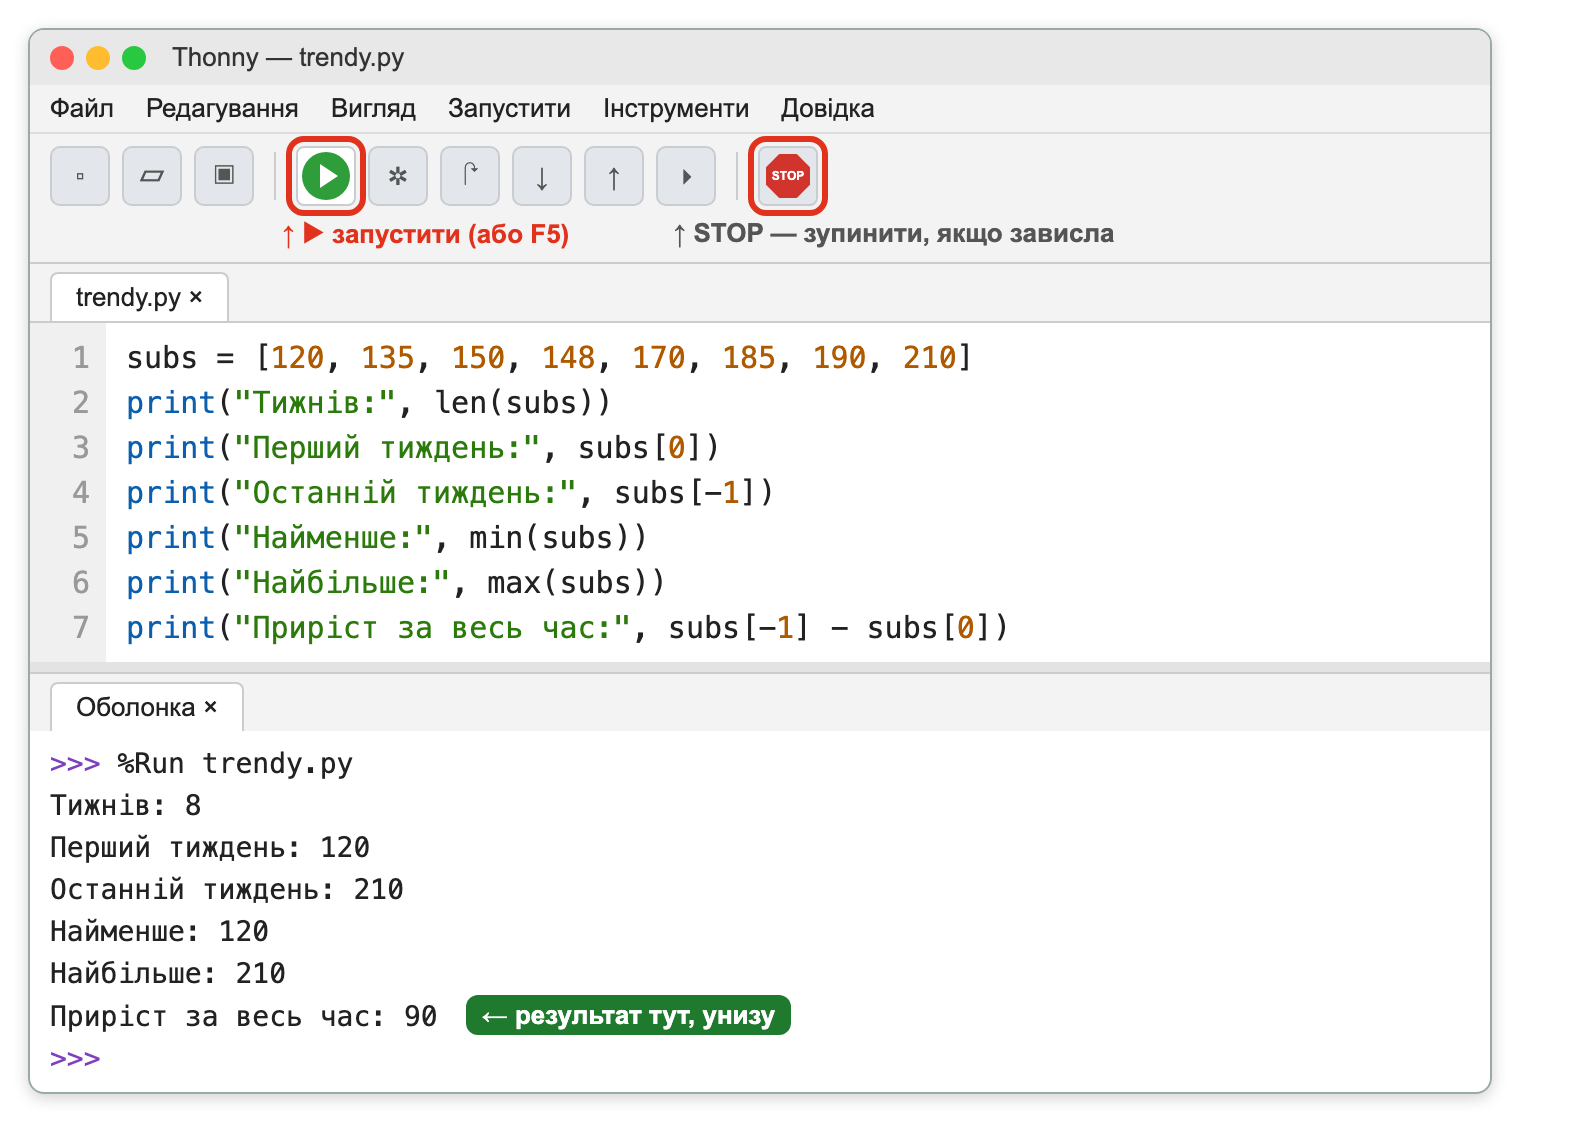 Thonny — trendy.py
Файл Редагування Вигляд Запустити Інструменти Довідка
STOP
↑ ▶ запустити (або F5)
↑ STOP — зупинити, якщо зависла
trendy.py ×
1 subs = [120, 135, 150, 148, 170, 185, 190, 210]
2 print("Тижнів:", len(subs))
3 print("Перший тиждень:", subs[0])
4 print("Останній тиждень:", subs[-1])
5 print("Найменше:", min(subs))
6 print("Найбільше:", max(subs))
7 print("Приріст за весь час:", subs[-1] - subs[0])
Оболонка ×
>>> %Run trendy.py
Тижнів: 8
Перший тиждень: 120
Останній тиждень: 210
Найменше: 120
Найбільше: 210
Приріст за весь час: 90 ← результат тут, унизу
>>>